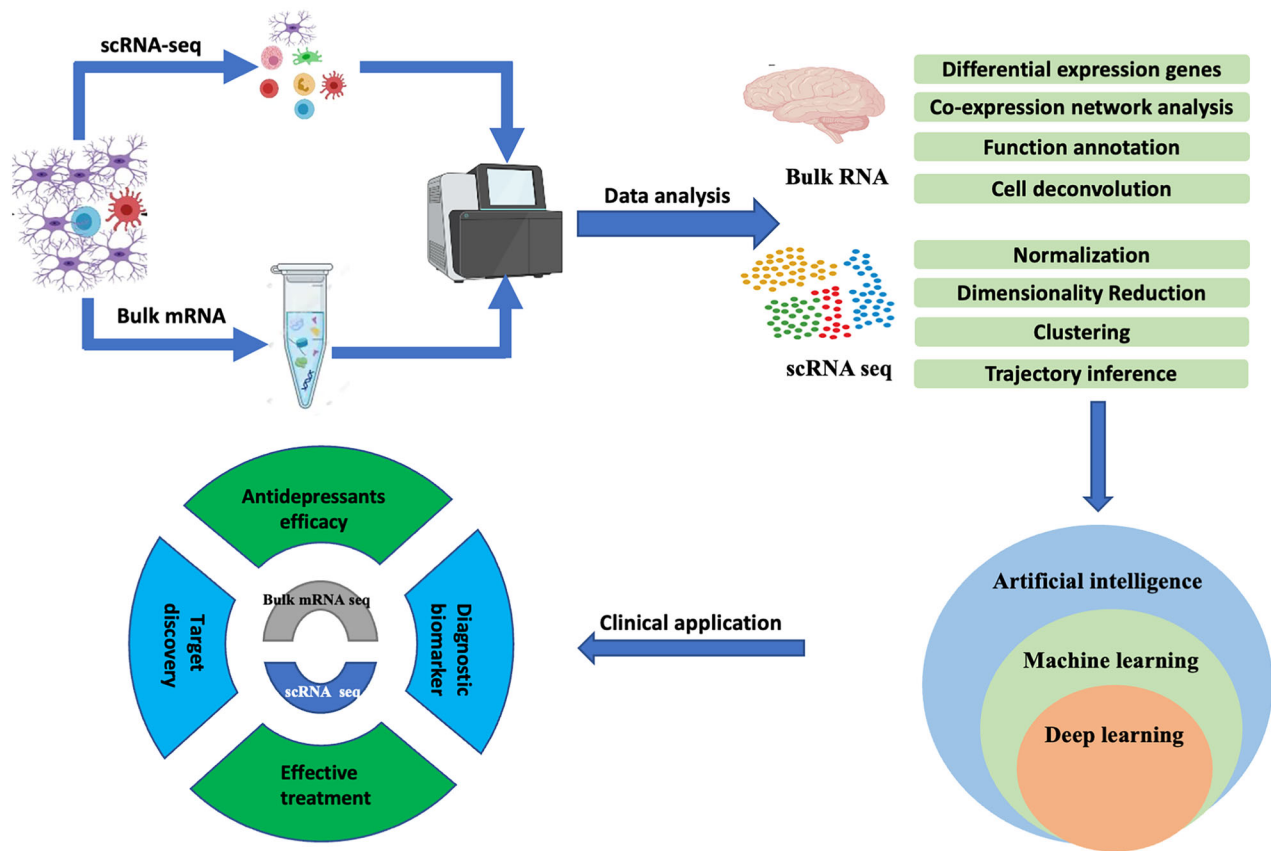 scRNA-seq
Bulk mRNA
Data analysis
Bulk RNA
Differential expression genes
Co-expression network analysis
Function annotation
Cell deconvolution
scRNA seq
Normalization
Dimensionality Reduction
Clustering
Trajectory inference
Artificial intelligence
Machine learning
Deep learning
Clinical application
Antidepressants
efficacy
Diagnostic
biomarker
Effective
treatment
Target
discovery
Bulk mRNA seq
scRNA seq